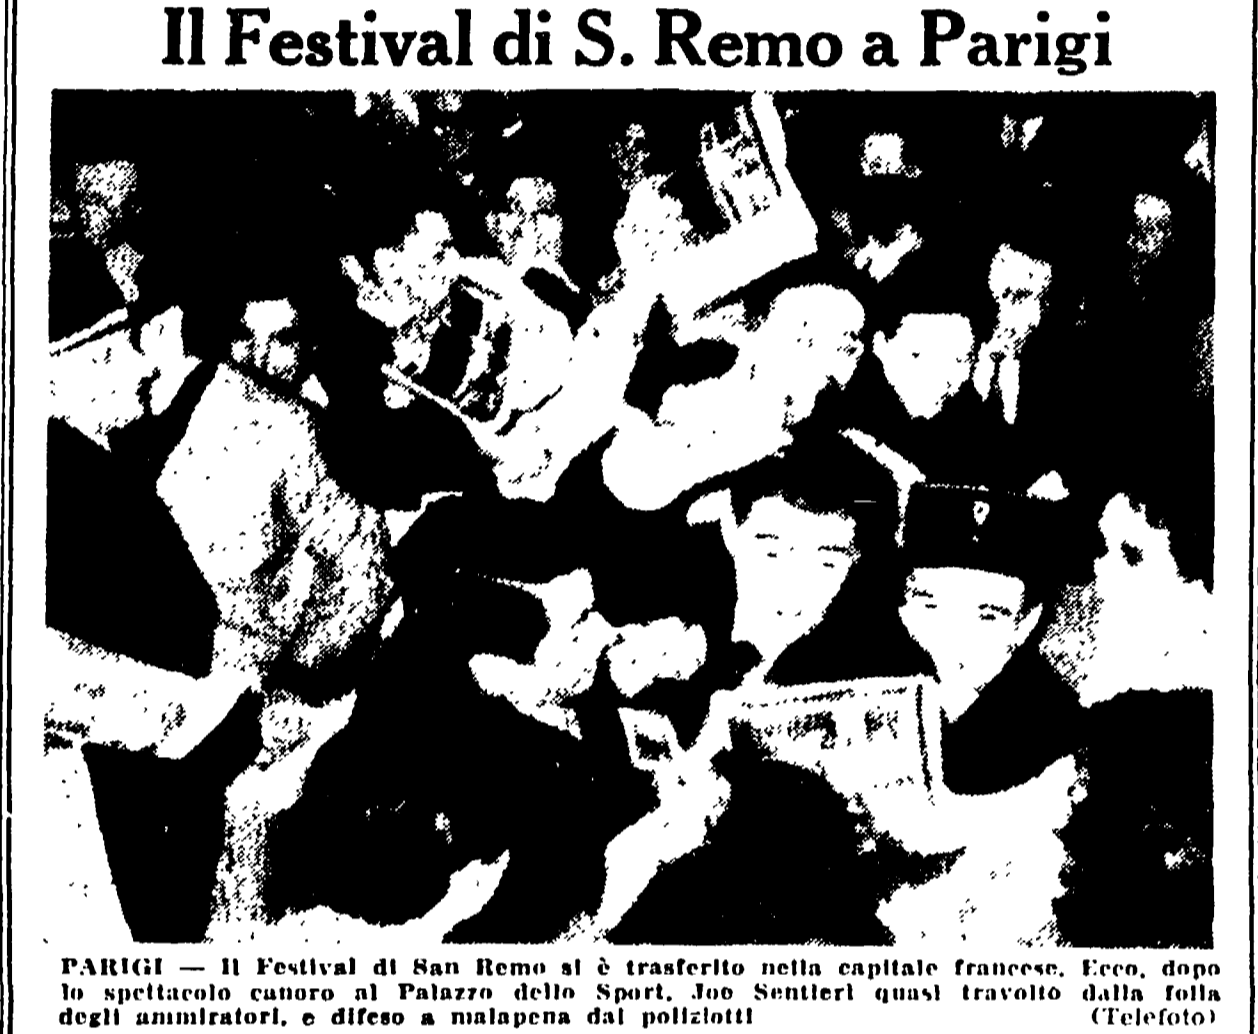 Il Festival di S. Remo a Parigi
PARIGI — Il Festival di San Remo si è trasferito nella capitale francese. Ecco, dopo
lo spettacolo canoro al Palazzo dello Sport, Joe Sentieri quasi travolto dalla folla
degli ammiratori, e difeso a malapena dai poliziotti (Telefoto)